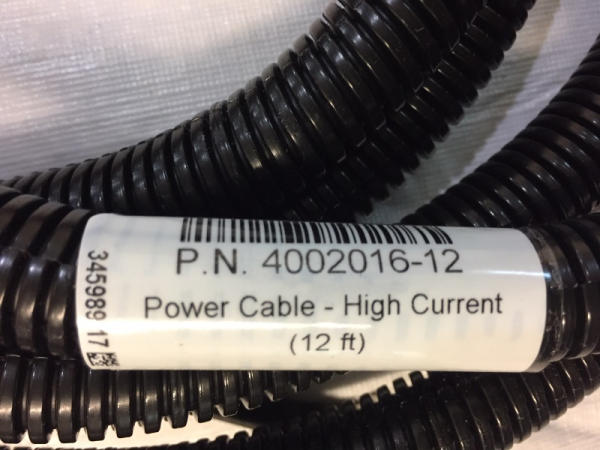 P.N. 4002016-12
Power Cable - High Current
(12 ft)
345989 17